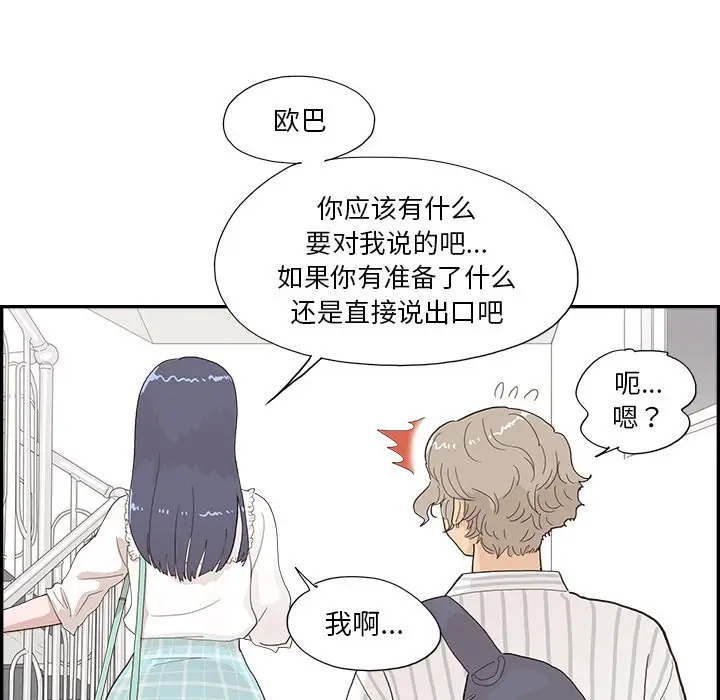 欧巴
你应该有什么
要对我说的吧...
如果你有准备了什么
还是直接说出口吧
呃...
嗯？
我啊...